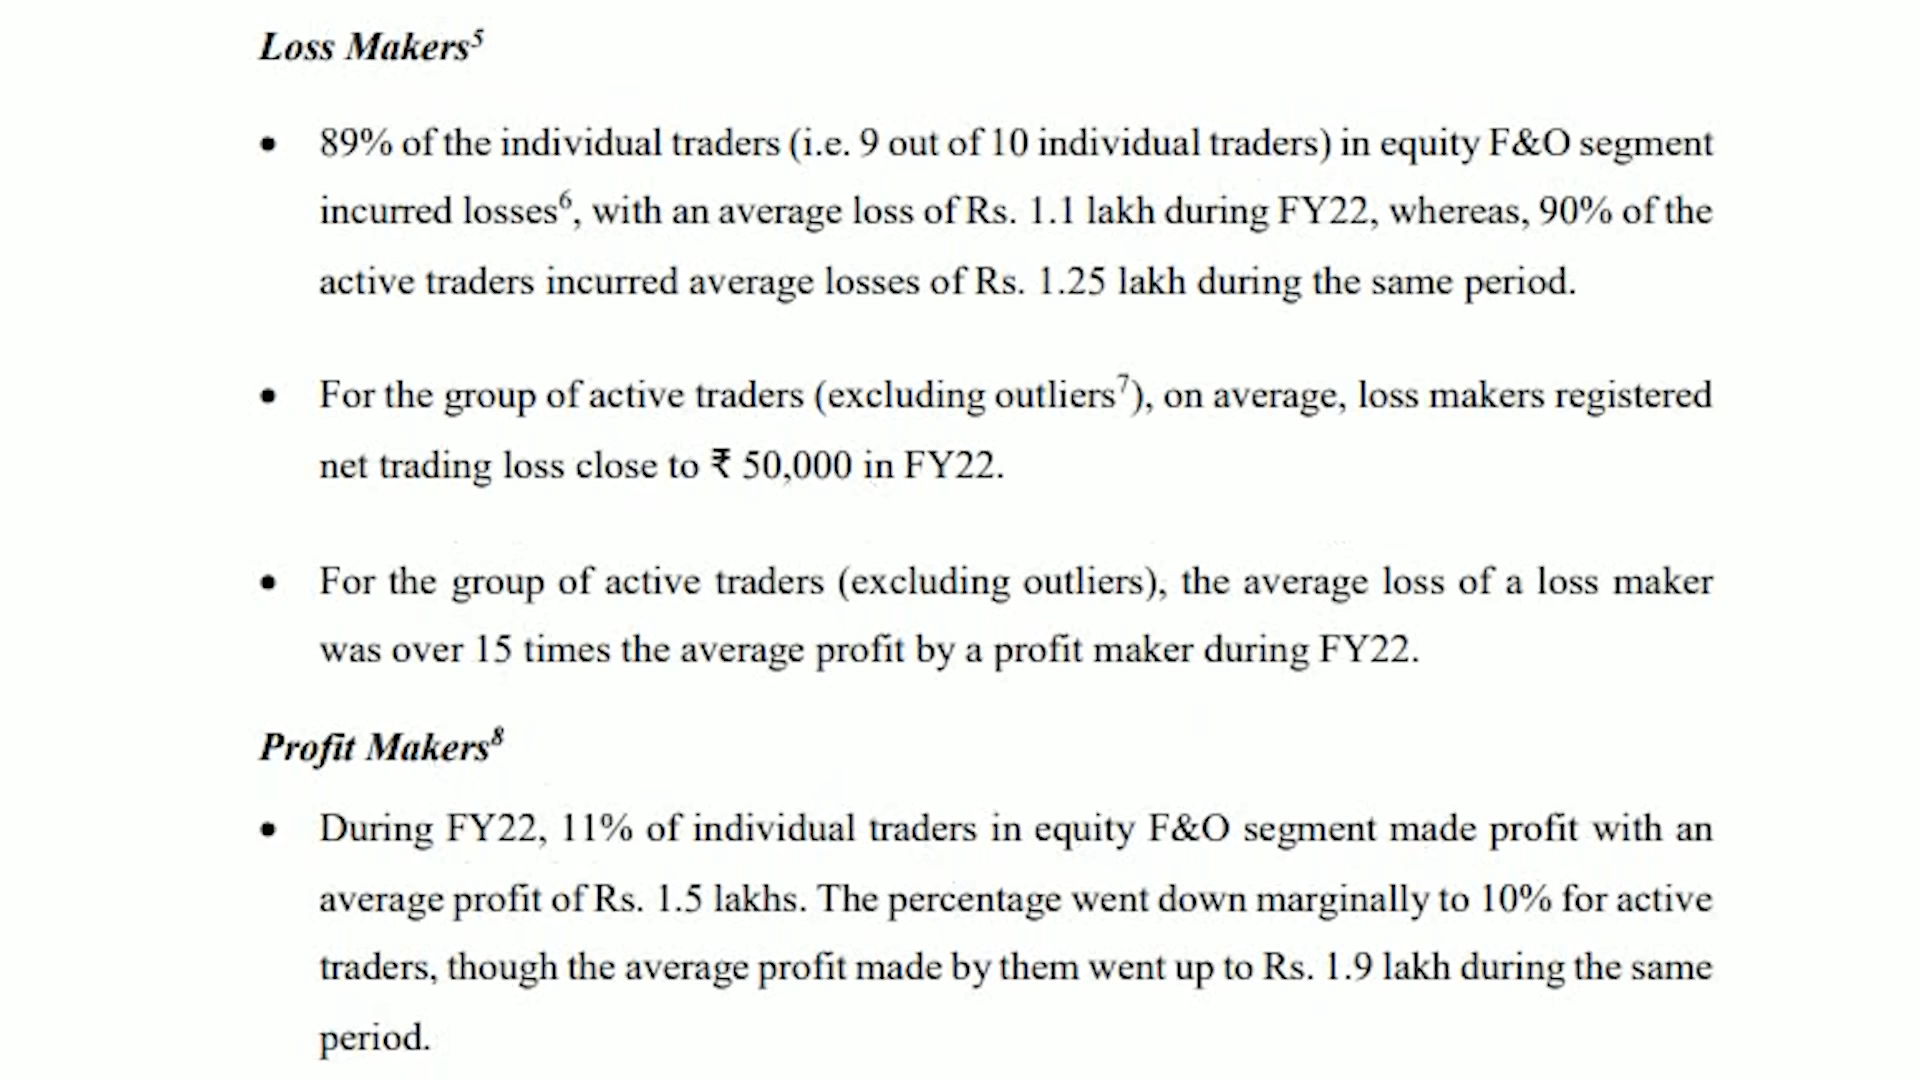 Loss Makers⁵
• 89% of the individual traders (i.e. 9 out of 10 individual traders) in equity F&O segment
incurred losses⁶, with an average loss of Rs. 1.1 lakh during FY22, whereas, 90% of the
active traders incurred average losses of Rs. 1.25 lakh during the same period.
• For the group of active traders (excluding outliers⁷), on average, loss makers registered
net trading loss close to ₹ 50,000 in FY22.
• For the group of active traders (excluding outliers), the average loss of a loss maker
was over 15 times the average profit by a profit maker during FY22.
Profit Makers⁸
• During FY22, 11% of individual traders in equity F&O segment made profit with an
average profit of Rs. 1.5 lakhs. The percentage went down marginally to 10% for active
traders, though the average profit made by them went up to Rs. 1.9 lakh during the same
period.